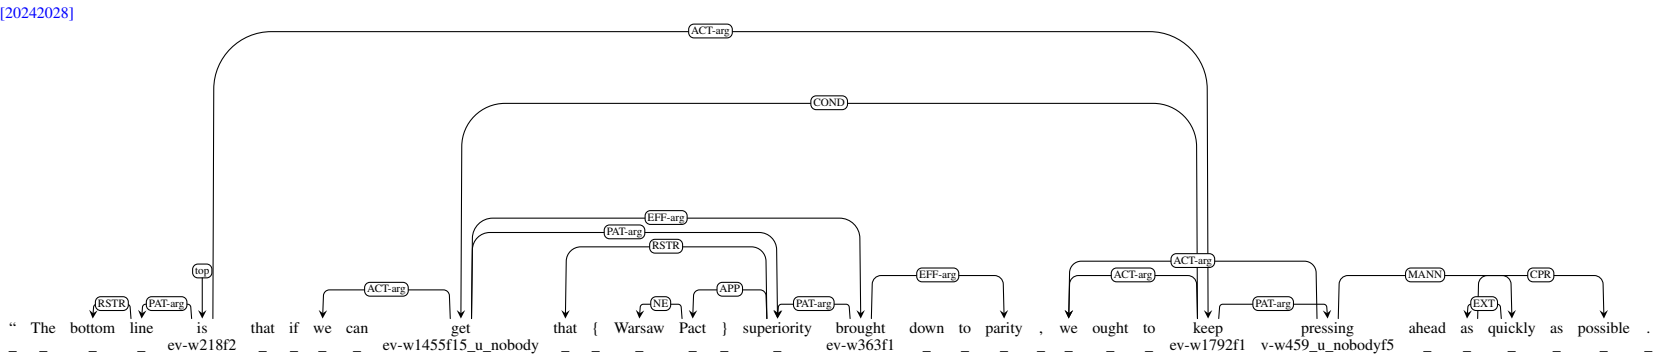 [20242028]
ACT-arg
COND
EFF-arg
PAT-arg
RSTR
ACT-arg
top
EFF-arg
ACT-arg
MANN
CPR
ACT-arg
APP
RSTR
PAT-arg
NE
PAT-arg
PAT-arg
EXT
“ The bottom line is that if we can get that { Warsaw Pact } superiority brought down to parity , we ought to keep pressing ahead as quickly as possible .
_ _ _ _ ev-w218f2 _ _ _ _ ev-w1455f15_u_nobody _ _ _ _ _ _ ev-w363f1 _ _ _ _ _ _ _ ev-w1792f1 v-w459_u_nobodyf5 _ _ _ _ _ _